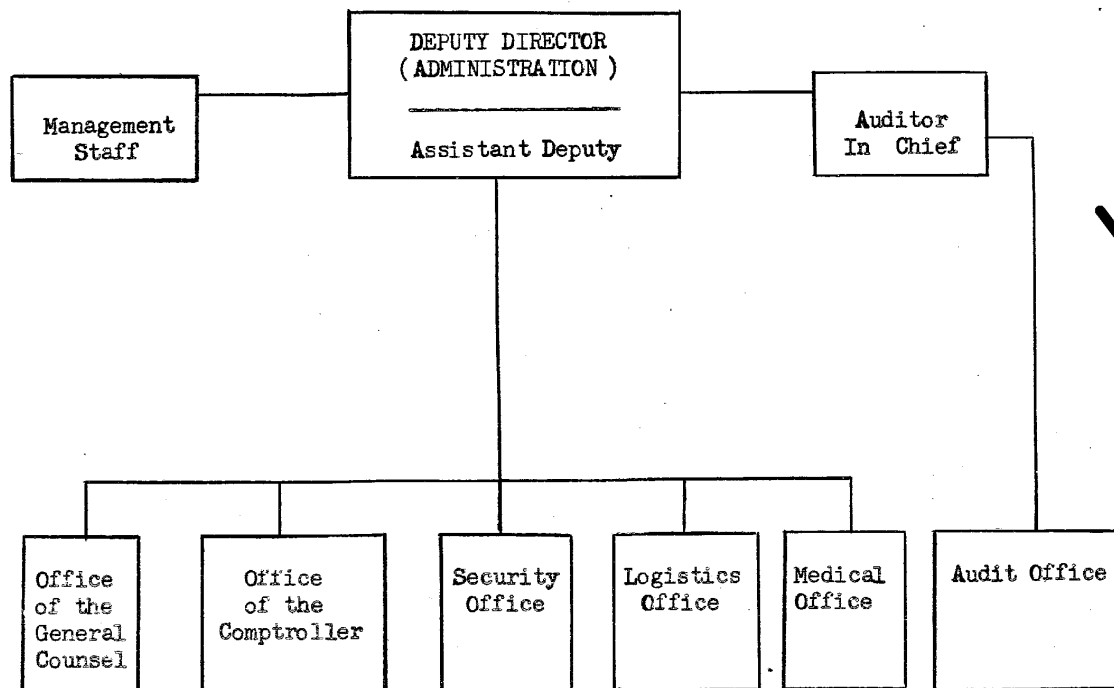 DEPUTY DIRECTOR
( ADMINISTRATION )
Assistant Deputy
Management
Staff
Auditor
In Chief
Office
of the
General
Counsel
Office
of the
Comptroller
Security
Office
Logistics
Office
Medical
Office
Audit Office